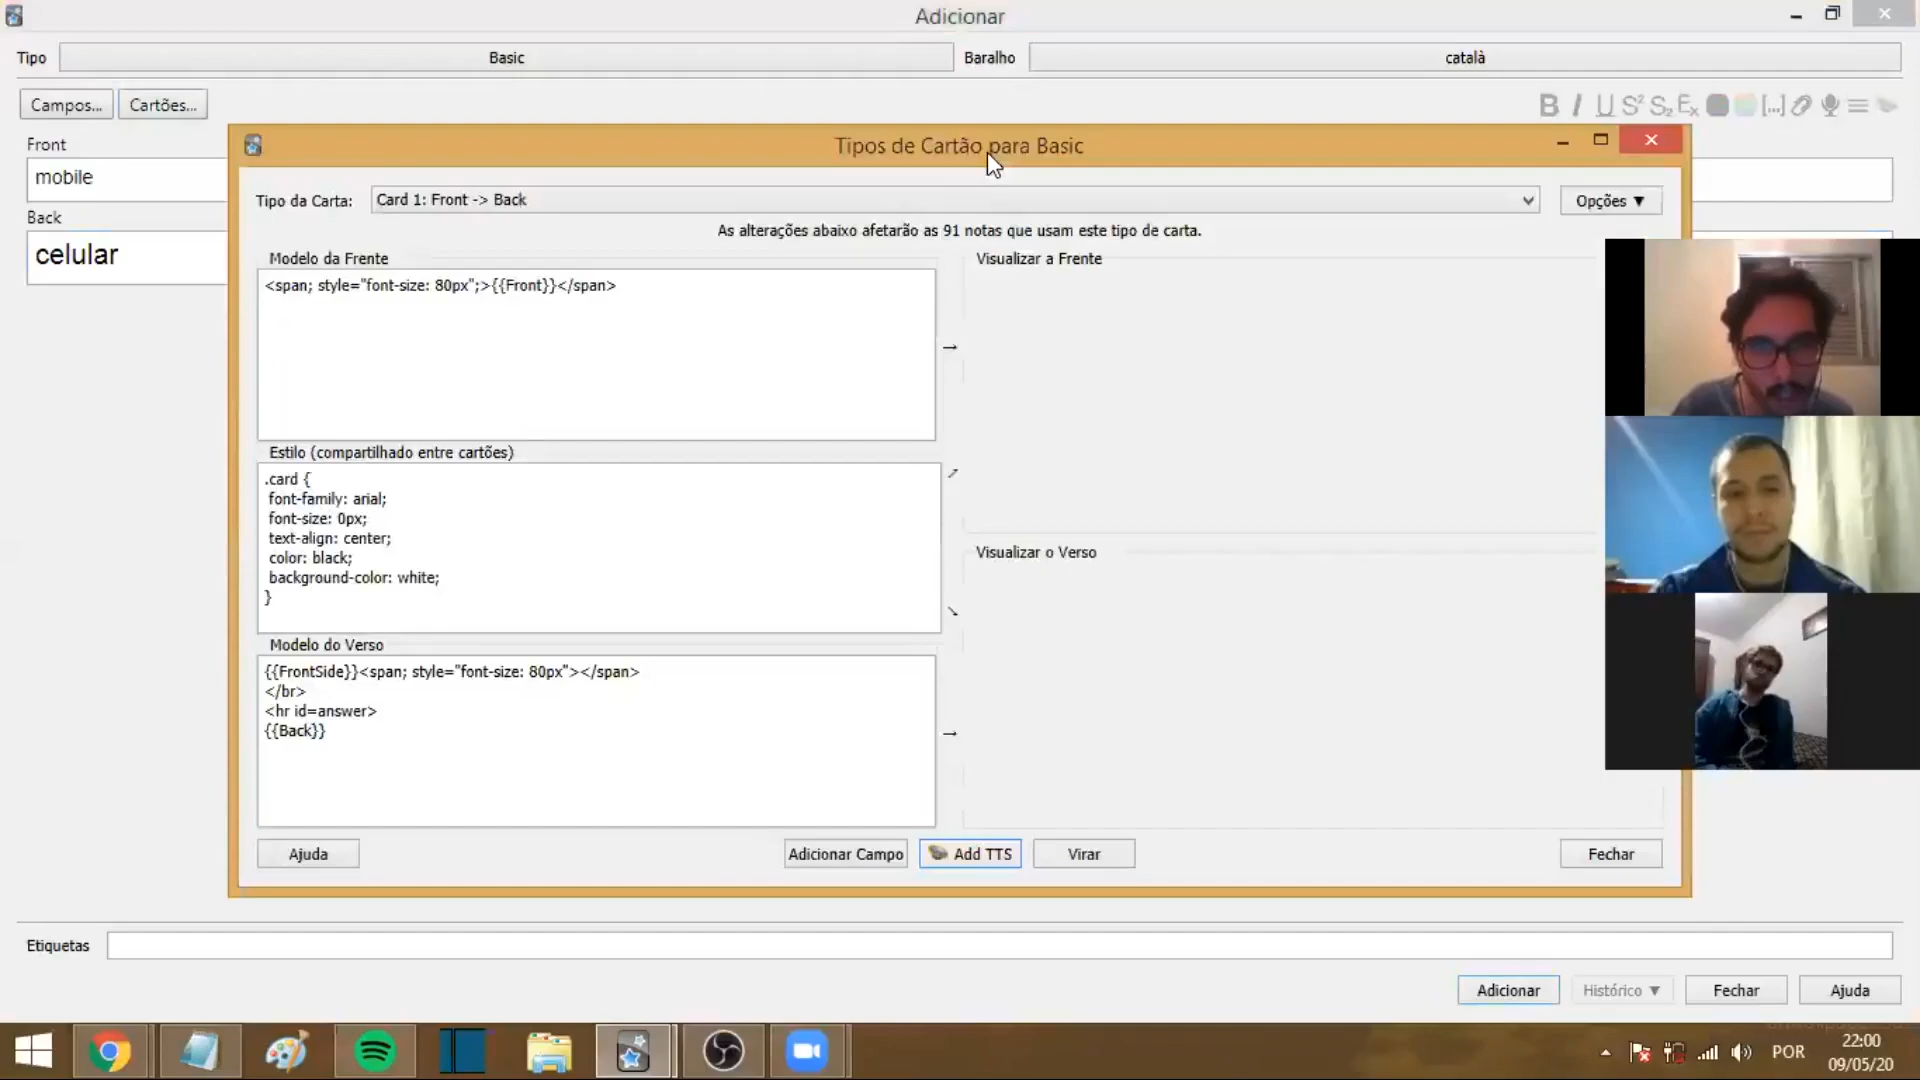 Adicionar
Tipo
Basic
Baralho
català
Campos...
Cartões...
Front
mobile
Back
celular
Tipos de Cartão para Basic
Tipo da Carta:
Card 1: Front -> Back
Opções ▼
As alterações abaixo afetarão as 91 notas que usam este tipo de carta.
Modelo da Frente
<span; style="font-size: 80px";>{{Front}}</span>
Visualizar a Frente
Estilo (compartilhado entre cartões)
.card {
font-family: arial;
font-size: 0px;
text-align: center;
color: black;
background-color: white;
}
Visualizar o Verso
Modelo do Verso
{{FrontSide}}<span; style="font-size: 80px"></span>
</br>
<hr id=answer>
{{Back}}
Ajuda
Adicionar Campo
Add TTS
Virar
Fechar
Etiquetas
Adicionar
Histórico ▼
Fechar
Ajuda
POR
22:00
09/05/20